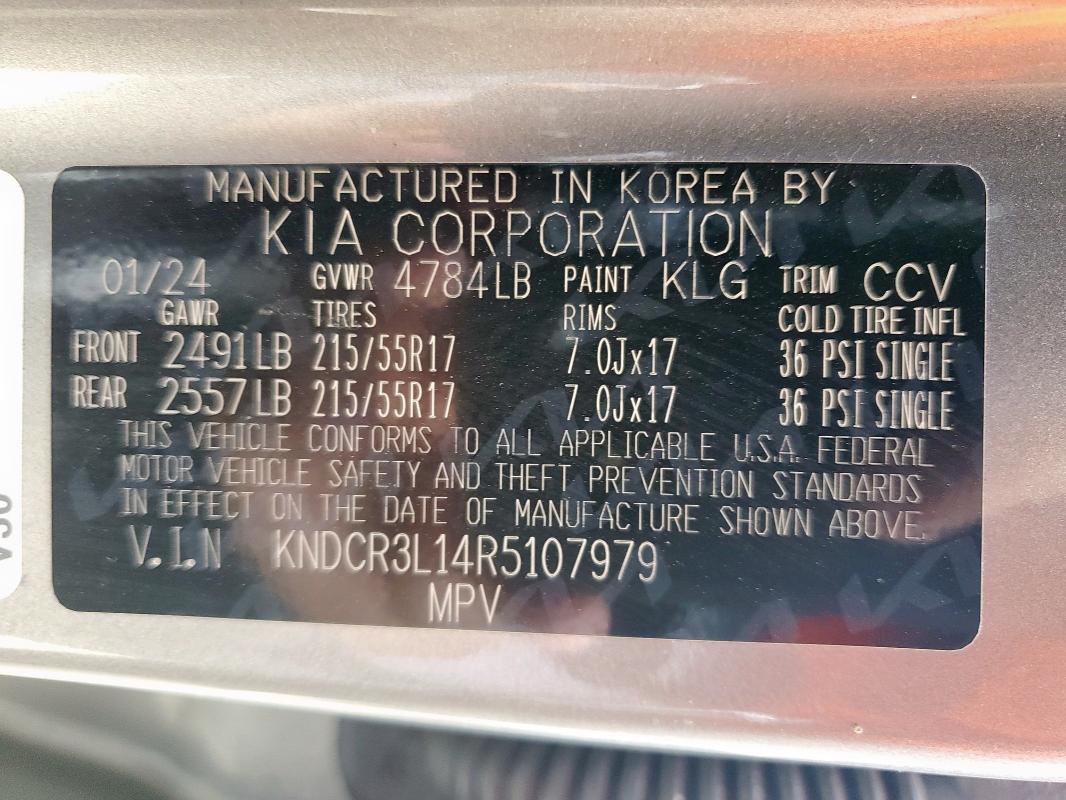 MANUFACTURED IN KOREA BY
KIA CORPORATION
01/24 GVWR 4784LB PAINT KLG TRIM CCV
GAWR TIRES RIMS COLD TIRE INFL
FRONT 2491LB 215/55R17 7.0Jx17 36 PSI SINGLE
REAR 2557LB 215/55R17 7.0Jx17 36 PSI SINGLE
THIS VEHICLE CONFORMS TO ALL APPLICABLE U.S.A. FEDERAL
MOTOR VEHICLE SAFETY AND THEFT PREVENTION STANDARDS
IN EFFECT ON THE DATE OF MANUFACTURE SHOWN ABOVE.
V.I.N KNDCR3L14R5107979
MPV